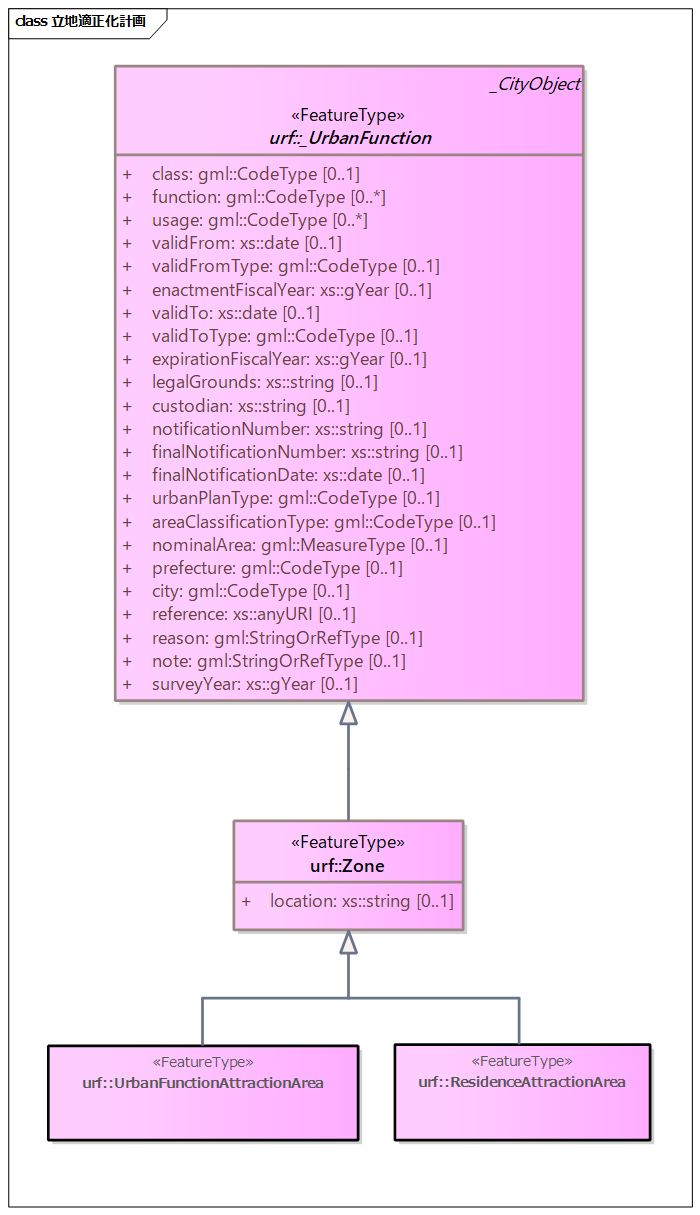 class 立地適正化計画
_CityObject
«FeatureType»
urf::_UrbanFunction
+ class: gml::CodeType [0..1]
+ function: gml::CodeType [0..*]
+ usage: gml::CodeType [0..*]
+ validFrom: xs::date [0..1]
+ validFromType: gml::CodeType [0..1]
+ enactmentFiscalYear: xs::gYear [0..1]
+ validTo: xs::date [0..1]
+ validToType: gml::CodeType [0..1]
+ expirationFiscalYear: xs::gYear [0..1]
+ legalGrounds: xs::string [0..1]
+ custodian: xs::string [0..1]
+ notificationNumber: xs::string [0..1]
+ finalNotificationNumber: xs::string [0..1]
+ finalNotificationDate: xs::date [0..1]
+ urbanPlanType: gml::CodeType [0..1]
+ areaClassificationType: gml::CodeType [0..1]
+ nominalArea: gml::MeasureType [0..1]
+ prefecture: gml::CodeType [0..1]
+ city: gml::CodeType [0..1]
+ reference: xs::anyURI [0..1]
+ reason: gml:StringOrRefType [0..1]
+ note: gml:StringOrRefType [0..1]
+ surveyYear: xs::gYear [0..1]
«FeatureType»
urf::Zone
+ location: xs::string [0..1]
«FeatureType»
urf::UrbanFunctionAttractionArea
«FeatureType»
urf::ResidenceAttractionArea